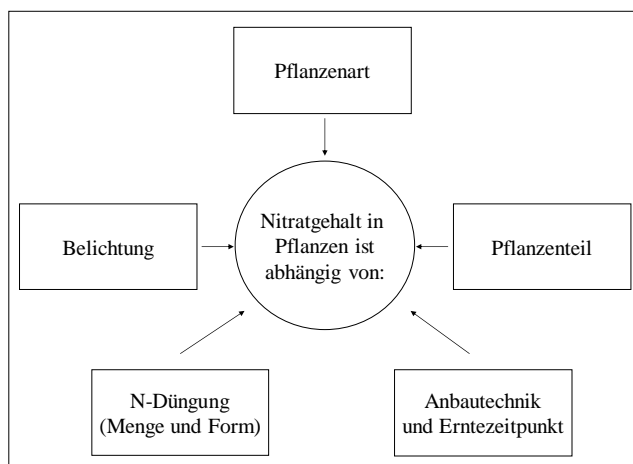 Pflanzenart
Nitratgehalt in
Pflanzen ist
abhängig von:
Belichtung
Pflanzenteil
N-Düngung
(Menge und Form)
Anbautechnik
und Erntezeitpunkt